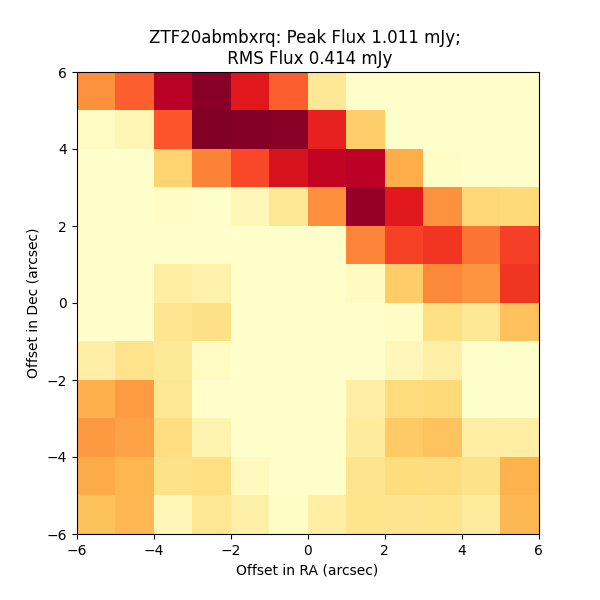 ZTF20abmbxrq: Peak Flux 1.011 mJy;
RMS Flux 0.414 mJy
6
4
2
0
−2
−4
−6
Offset in Dec (arcsec)
−6 −4 −2 0 2 4 6
Offset in RA (arcsec)